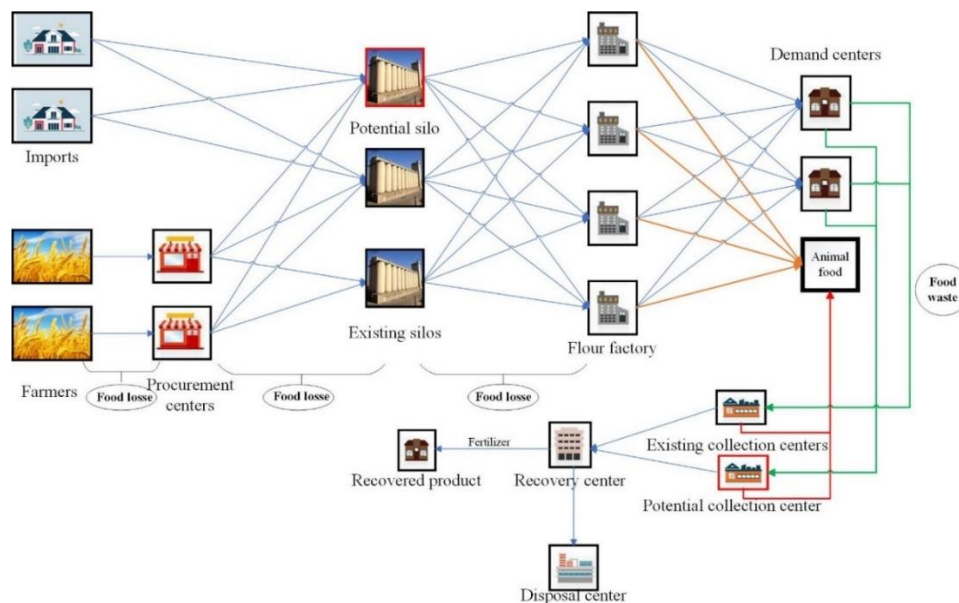 Imports
Farmers
Procurement
centers
Food losse
Food losse
Food losse
Potential silo
Existing silos
Flour factory
Demand centers
Animal
food
Food
waste
Existing collection centers
Potential collection center
Fertilizer
Recovered product
Recovery center
Disposal center